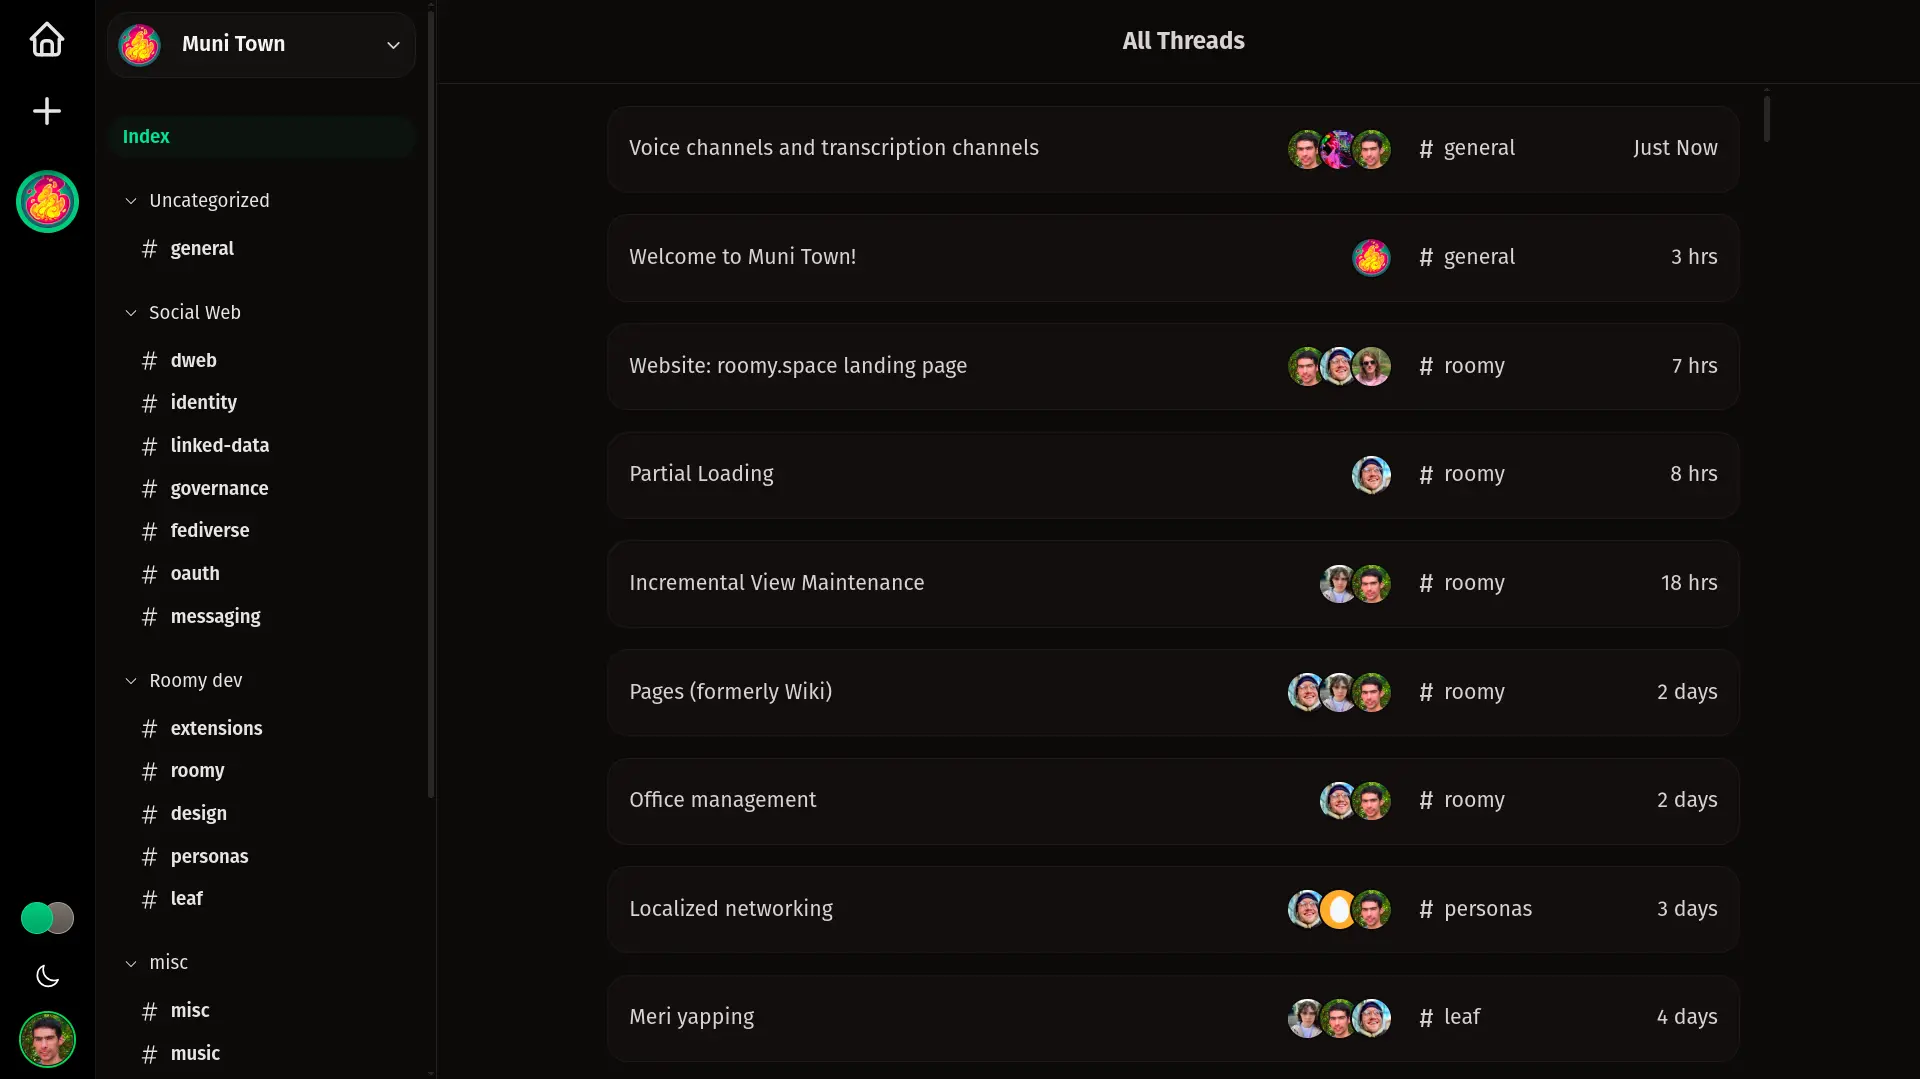 Muni Town
Index
Uncategorized
# general
Social Web
# dweb
# identity
# linked-data
# governance
# fediverse
# oauth
# messaging
Roomy dev
# extensions
# roomy
# design
# personas
# leaf
misc
# misc
# music
All Threads
Voice channels and transcription channels # general Just Now
Welcome to Muni Town! # general 3 hrs
Website: roomy.space landing page # roomy 7 hrs
Partial Loading # roomy 8 hrs
Incremental View Maintenance # roomy 18 hrs
Pages (formerly Wiki) # roomy 2 days
Office management # roomy 2 days
Localized networking # personas 3 days
Meri yapping # leaf 4 days